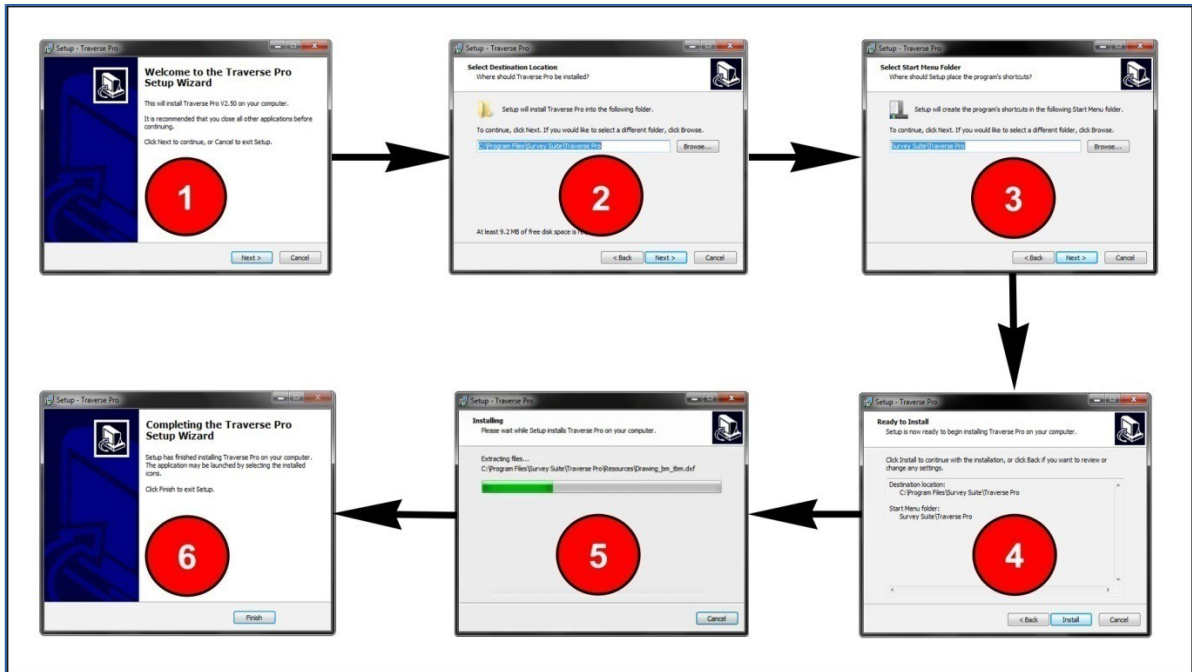 Setup - Traverse Pro
Welcome to the Traverse Pro
Setup Wizard
This will install Traverse Pro V2.50 on your computer.
It is recommended that you close all other applications before
continuing.
Click Next to continue, or Cancel to exit Setup.
1
Next >
Cancel
Setup - Traverse Pro
Select Destination Location
Where should Traverse Pro be installed?
Setup will install Traverse Pro into the following folder.
To continue, click Next. If you would like to select a different folder, click Browse.
C:\Program Files\Survey Suite\Traverse Pro
Browse...
2
At least 9.2 MB of free disk space is
< Back
Next >
Cancel
Setup - Traverse Pro
Select Start Menu Folder
Where should Setup place the program's shortcuts?
Setup will create the program's shortcuts in the following Start Menu folder.
To continue, click Next. If you would like to select a different folder, click Browse.
Survey Suite\Traverse Pro
Browse...
3
< Back
Next >
Cancel
Setup - Traverse Pro
Ready to Install
Setup is now ready to begin installing Traverse Pro on your computer.
Click Install to continue with the installation, or click Back if you want to review or
change any settings.
Destination location:
C:\Program Files\Survey Suite\Traverse Pro
Start Menu folder:
Survey Suite\Traverse Pro
4
< Back
Install
Cancel
Setup - Traverse Pro
Installing
Please wait while Setup installs Traverse Pro on your computer.
Extracting files...
C:\Program Files\Survey Suite\Traverse Pro\Resources\Drawing_bm_tbm.dxf
5
Cancel
Setup - Traverse Pro
Completing the Traverse Pro
Setup Wizard
Setup has finished installing Traverse Pro on your computer.
The application may be launched by selecting the installed
icons.
Click Finish to exit Setup.
6
Finish